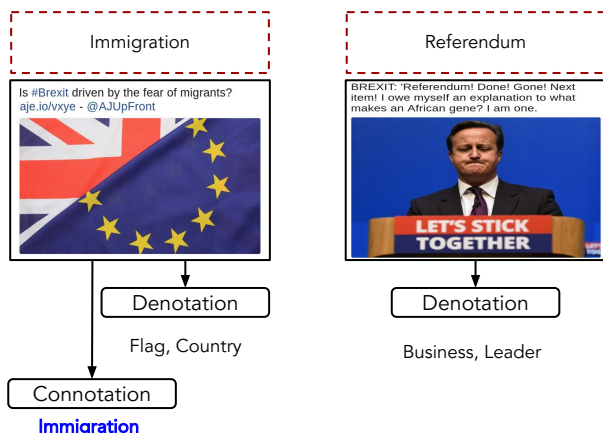 Immigration
Is #Brexit driven by the fear of migrants?
aje.io/vxye - @AJUpFront
Denotation
Flag, Country
Connotation
Immigration
Referendum
BREXIT: 'Referendum! Done! Gone! Next
item! I owe myself an explanation to what
makes an African gene? I am one.
LET'S STICK
TOGETHER
Denotation
Business, Leader